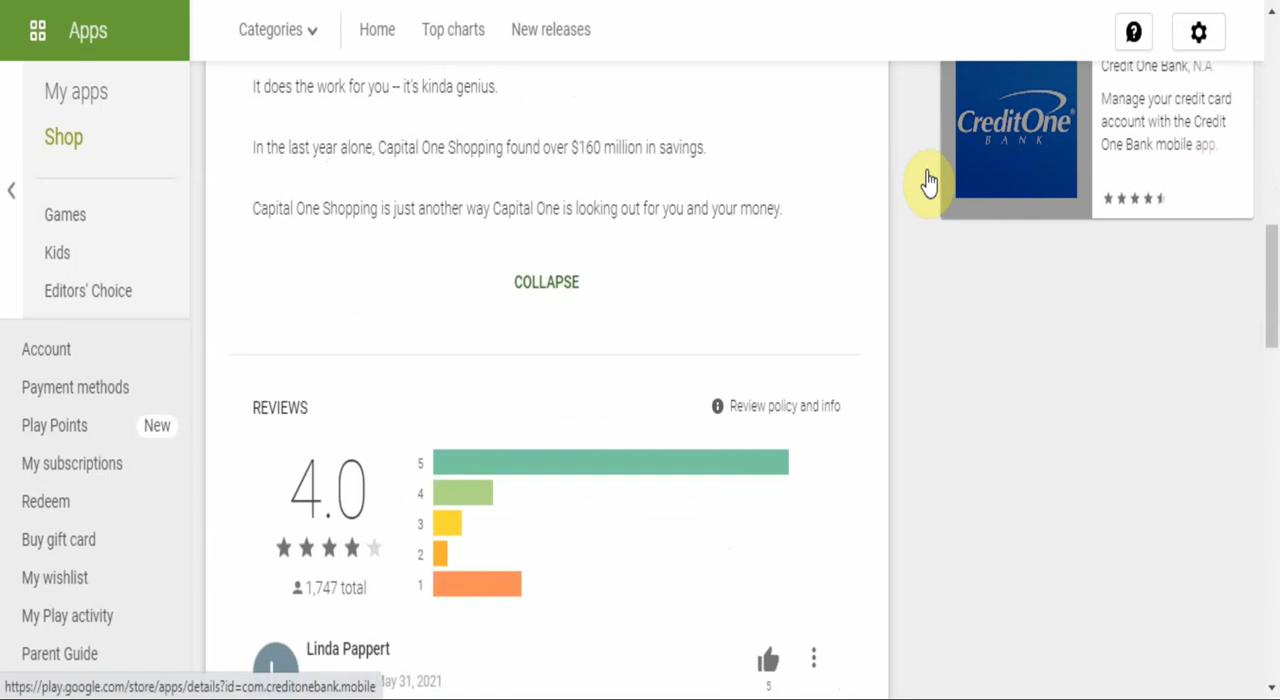 Apps
Categories
Home
Top charts
New releases
My apps
Shop
Games
Kids
Editors' Choice
Account
Payment methods
Play Points
New
My subscriptions
Redeem
Buy gift card
My wishlist
My Play activity
Parent Guide
It does the work for you -- it's kinda genius.
In the last year alone, Capital One Shopping found over $160 million in savings.
Capital One Shopping is just another way Capital One is looking out for you and your money.
COLLAPSE
REVIEWS
Review policy and info
4.0
1,747 total
5
4
3
2
1
Linda Pappert
May 31, 2021
5
Credit One Bank, N.A.
CreditOne
BANK
Manage your credit card
account with the Credit
One Bank mobile app.
https://play.google.com/store/apps/details?id=com.creditonebank.mobile